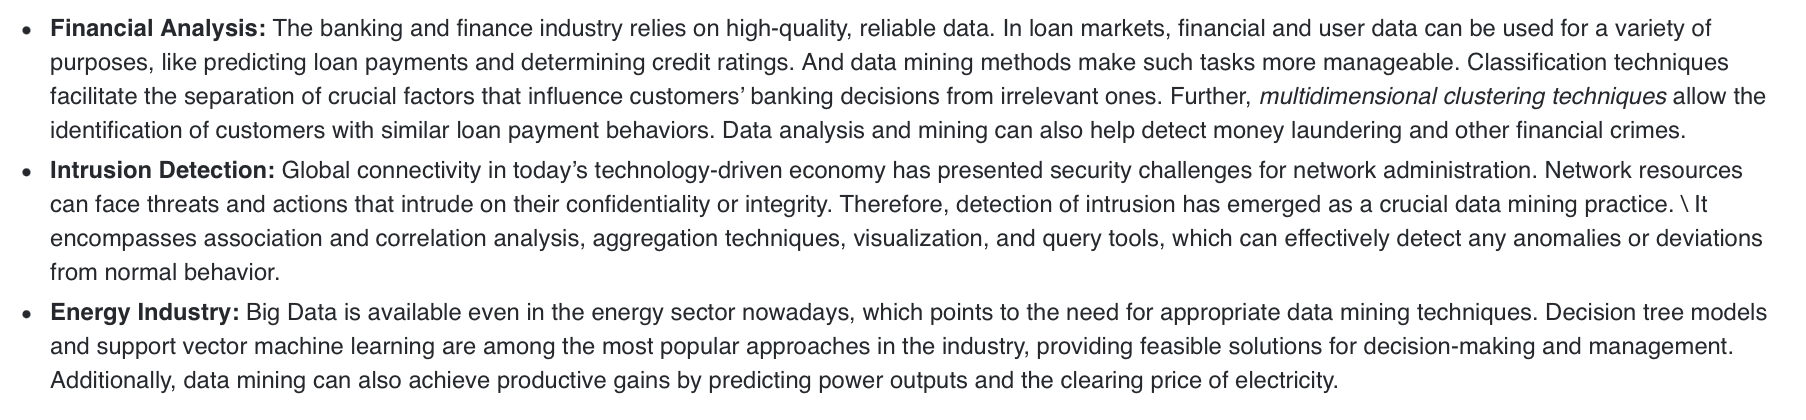 • Financial Analysis: The banking and finance industry relies on high-quality, reliable data. In loan markets, financial and user data can be used for a variety of
purposes, like predicting loan payments and determining credit ratings. And data mining methods make such tasks more manageable. Classification techniques
facilitate the separation of crucial factors that influence customers’ banking decisions from irrelevant ones. Further, multidimensional clustering techniques allow the
identification of customers with similar loan payment behaviors. Data analysis and mining can also help detect money laundering and other financial crimes.
• Intrusion Detection: Global connectivity in today’s technology-driven economy has presented security challenges for network administration. Network resources
can face threats and actions that intrude on their confidentiality or integrity. Therefore, detection of intrusion has emerged as a crucial data mining practice. \ It
encompasses association and correlation analysis, aggregation techniques, visualization, and query tools, which can effectively detect any anomalies or deviations
from normal behavior.
• Energy Industry: Big Data is available even in the energy sector nowadays, which points to the need for appropriate data mining techniques. Decision tree models
and support vector machine learning are among the most popular approaches in the industry, providing feasible solutions for decision-making and management.
Additionally, data mining can also achieve productive gains by predicting power outputs and the clearing price of electricity.